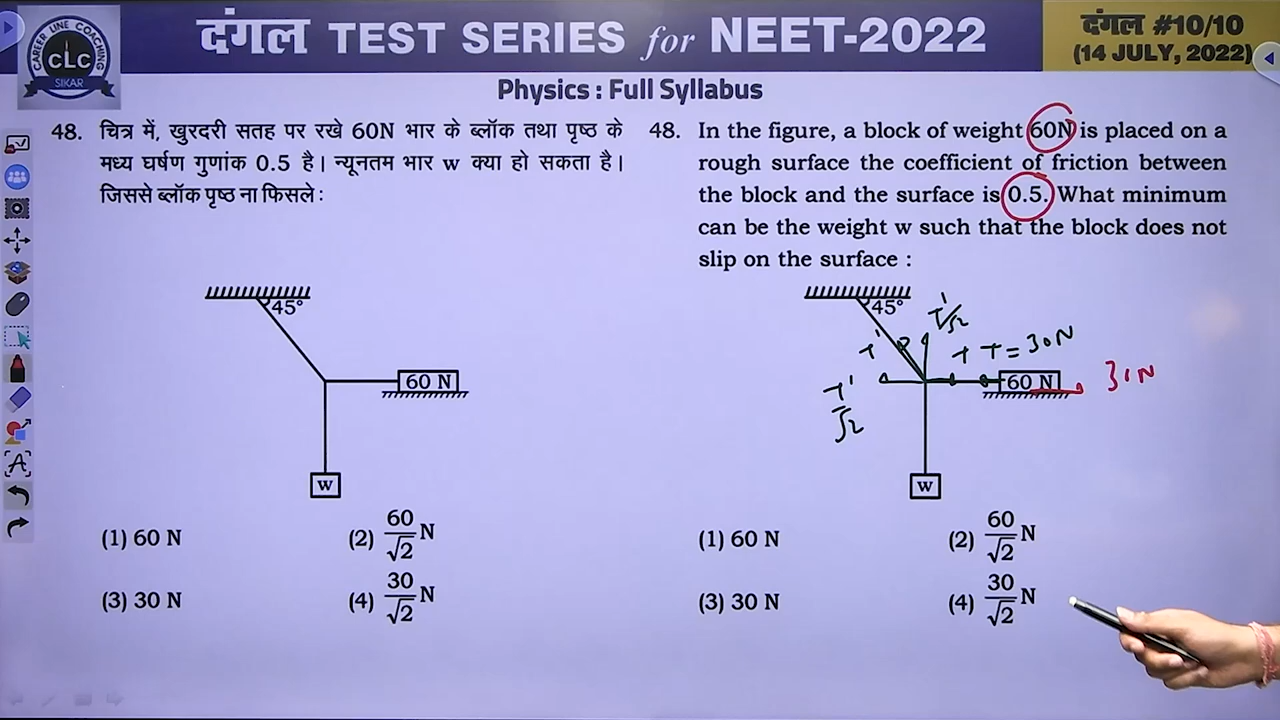 CAREER LINE COACHING
CLC
SIKAR
दंगल TEST SERIES for NEET-2022
दंगल #10/10
(14 JULY, 2022)
Physics : Full Syllabus
48. चित्र में, खुरदरी सतह पर रखे 60N भार के ब्लॉक तथा पृष्ठ के
मध्य घर्षण गुणांक 0.5 है। न्यूनतम भार w क्या हो सकता है।
जिससे ब्लॉक पृष्ठ ना फिसले :
45°
60 N
w
(1) 60 N
(2) 60/√2 N
(3) 30 N
(4) 30/√2 N
48. In the figure, a block of weight 60N is placed on a
rough surface the coefficient of friction between
the block and the surface is 0.5. What minimum
can be the weight w such that the block does not
slip on the surface :
45°
T'/√2
T'
T T = 30N
60 N
T'/√2
w
(1) 60 N
(2) 60/√2 N
(3) 30 N
(4) 30/√2 N